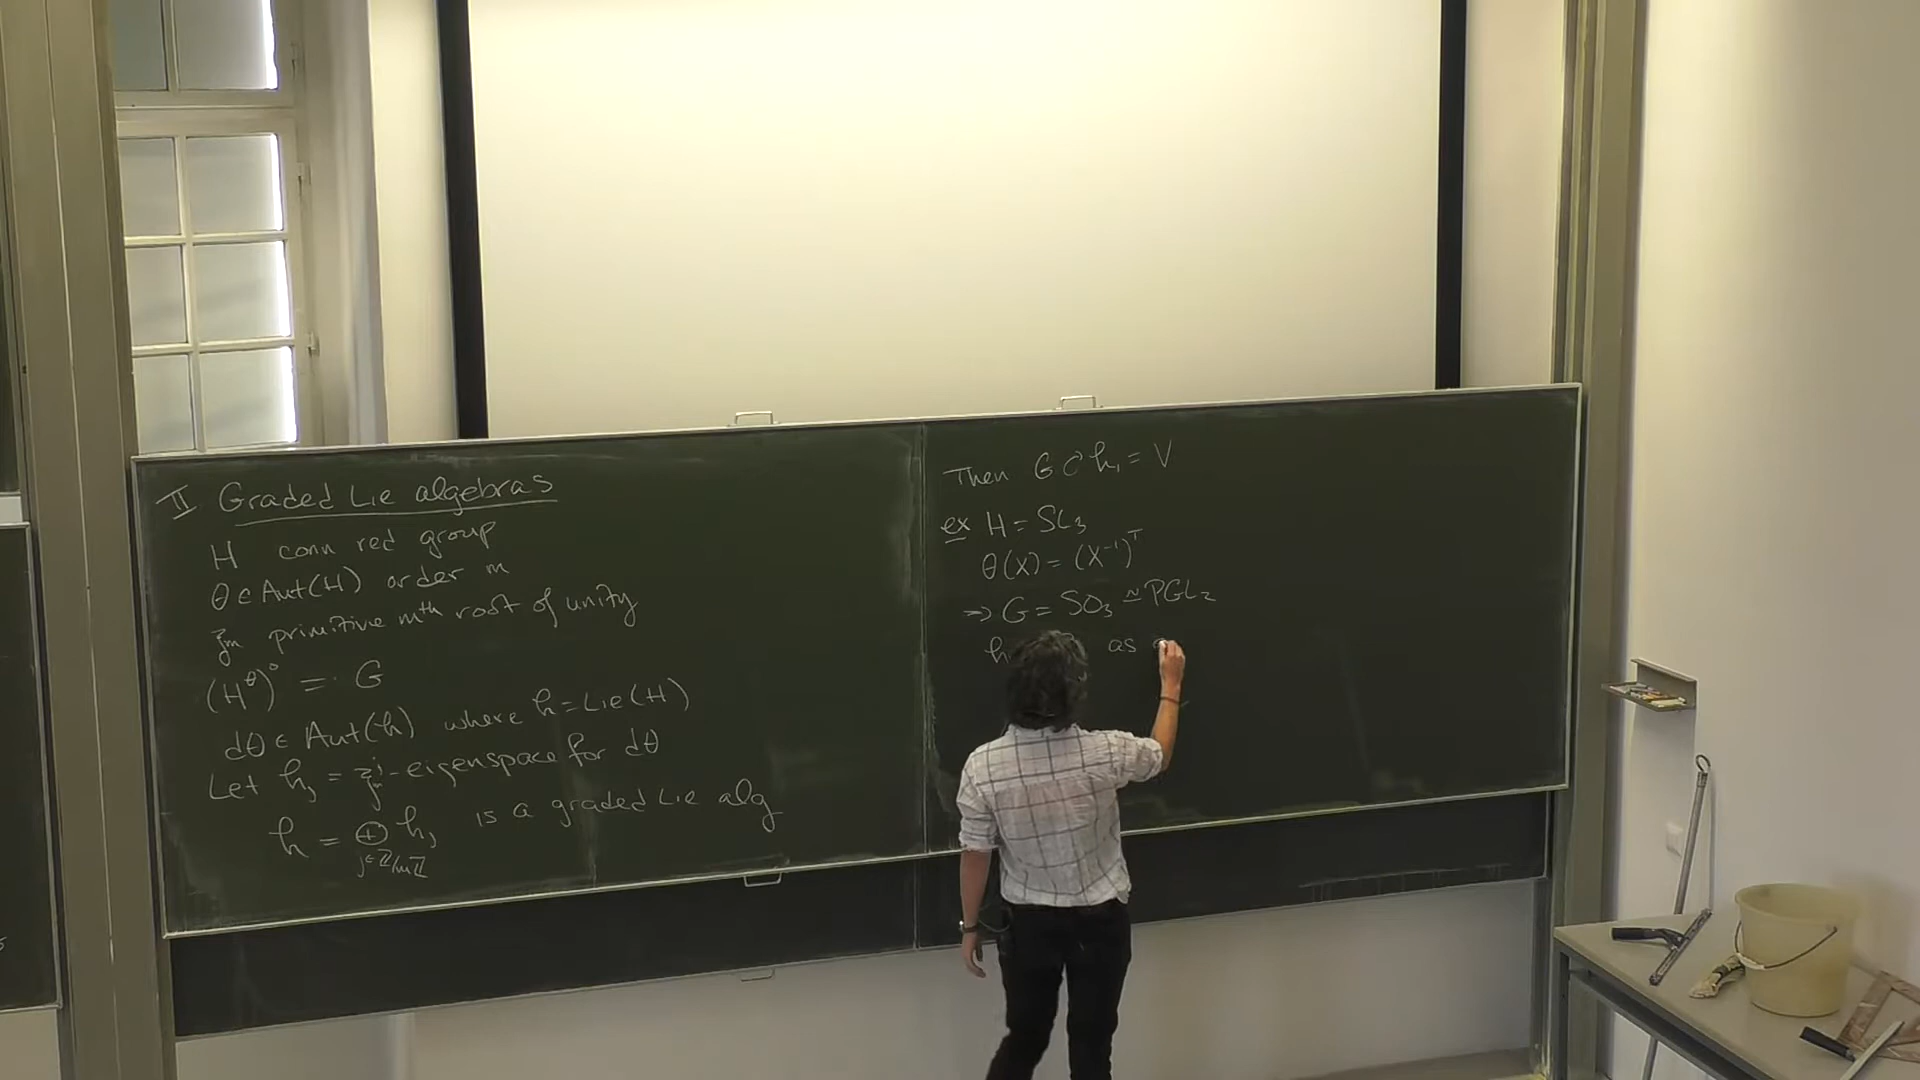 II Graded Lie algebras
H conn red group
θ ∈ Aut(H) order m
ζₘ primitive mᵗʰ root of unity
(H^θ)° =: G
dθ ∈ Aut(h) where h = Lie(H)
Let hⱼ = ζₘʲ-eigenspace for dθ
h = ⊕ hⱼ is a graded Lie alg
j∈ℤ/mℤ
Then G ↻ h₁ = V
ex H = SL₃
θ(X) = (X⁻¹)ᵀ
=> G = SO₃ ≃ PGL₂
h as